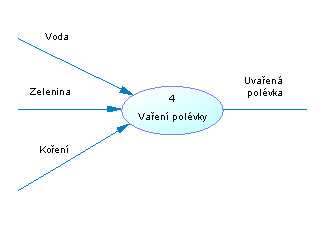 Voda
Zelenina
Koření
4
Vaření polévky
Uvařená
polévka